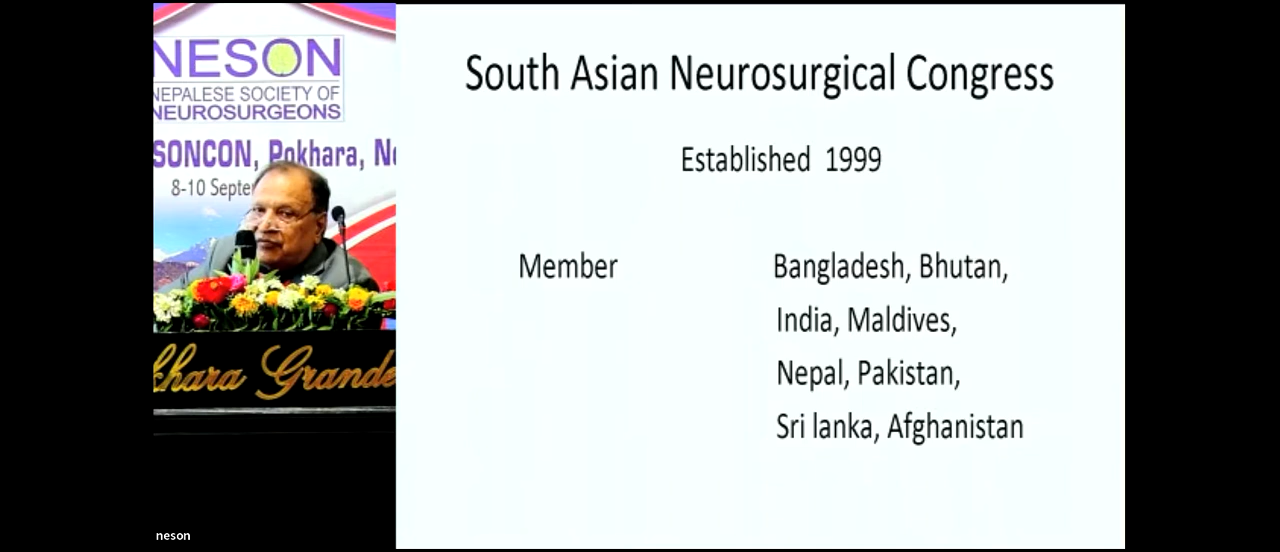 NESON
NEPALESE SOCIETY OF
NEUROSURGEONS
SONCON, Pokhara,
8-10
khara Grande
neson
South Asian Neurosurgical Congress
Established 1999
Member Bangladesh, Bhutan,
India, Maldives,
Nepal, Pakistan,
Sri lanka, Afghanistan